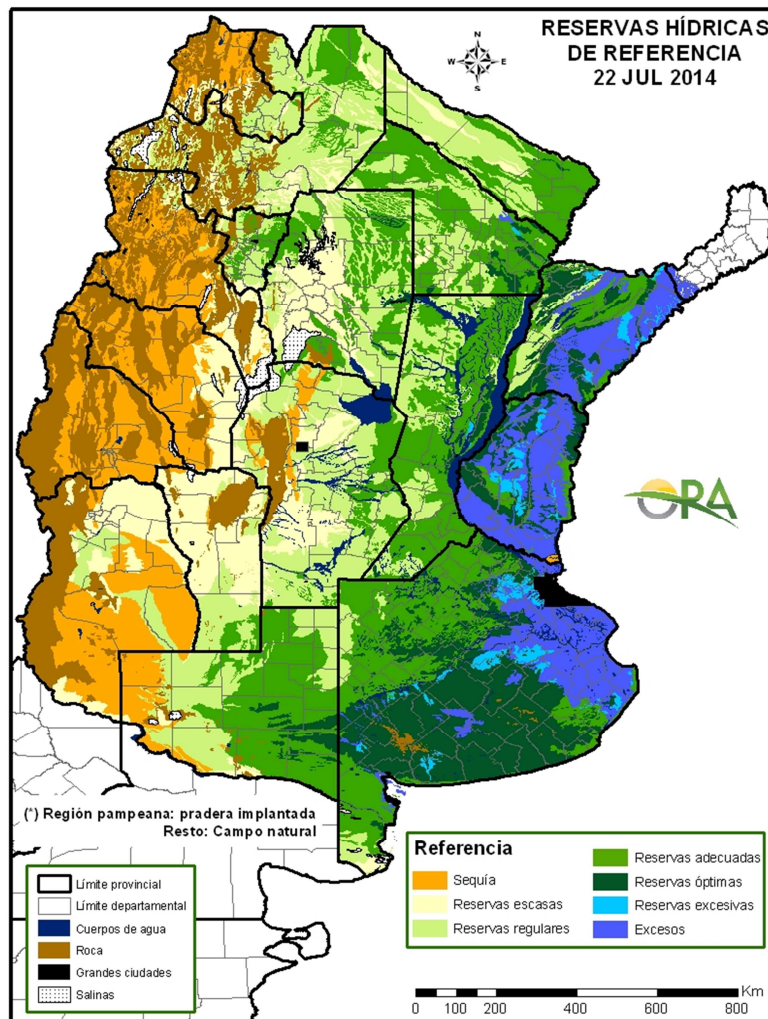 RESERVAS HÍDRICAS
DE REFERENCIA
22 JUL 2014
N
W
E
S
ORA
(*) Región pampeana: pradera implantada
Resto: Campo natural
Límite provincial
Límite departamental
Cuerpos de agua
Roca
Grandes ciudades
Salinas
Referencia
Sequía
Reservas escasas
Reservas regulares
Reservas adecuadas
Reservas óptimas
Reservas excesivas
Excesos
Km
0 100 200 400 600 800